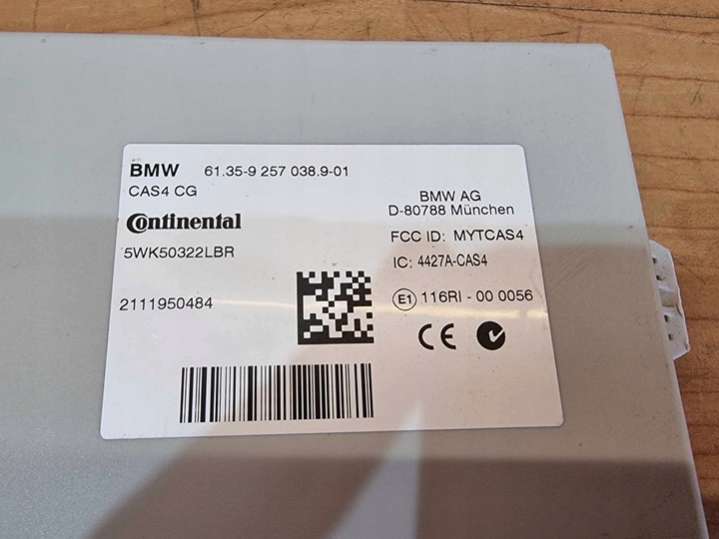 BMW 61.35-9 257 038.9-01
CAS4 CG
Continental
5WK50322LBR
2111950484
BMW AG
D-80788 München
FCC ID: MYTCAS4
IC: 4427A-CAS4
E1 116RI - 00 0056
CE